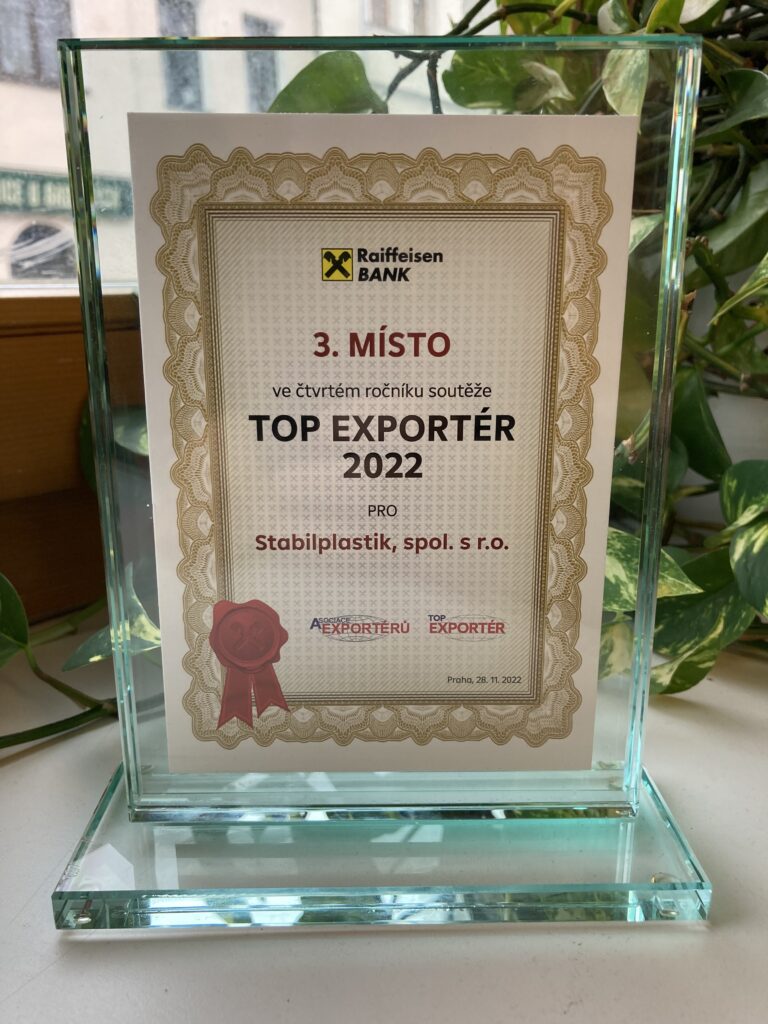 Raiffeisen
BANK
3. MÍSTO
ve čtvrtém ročníku soutěže
TOP EXPORTÉR
2022
PRO
Stabilplastik, spol. s r.o.
ASOCIACE
EXPORTÉRŮ
TOP
EXPORTÉR
Praha, 28. 11. 2022